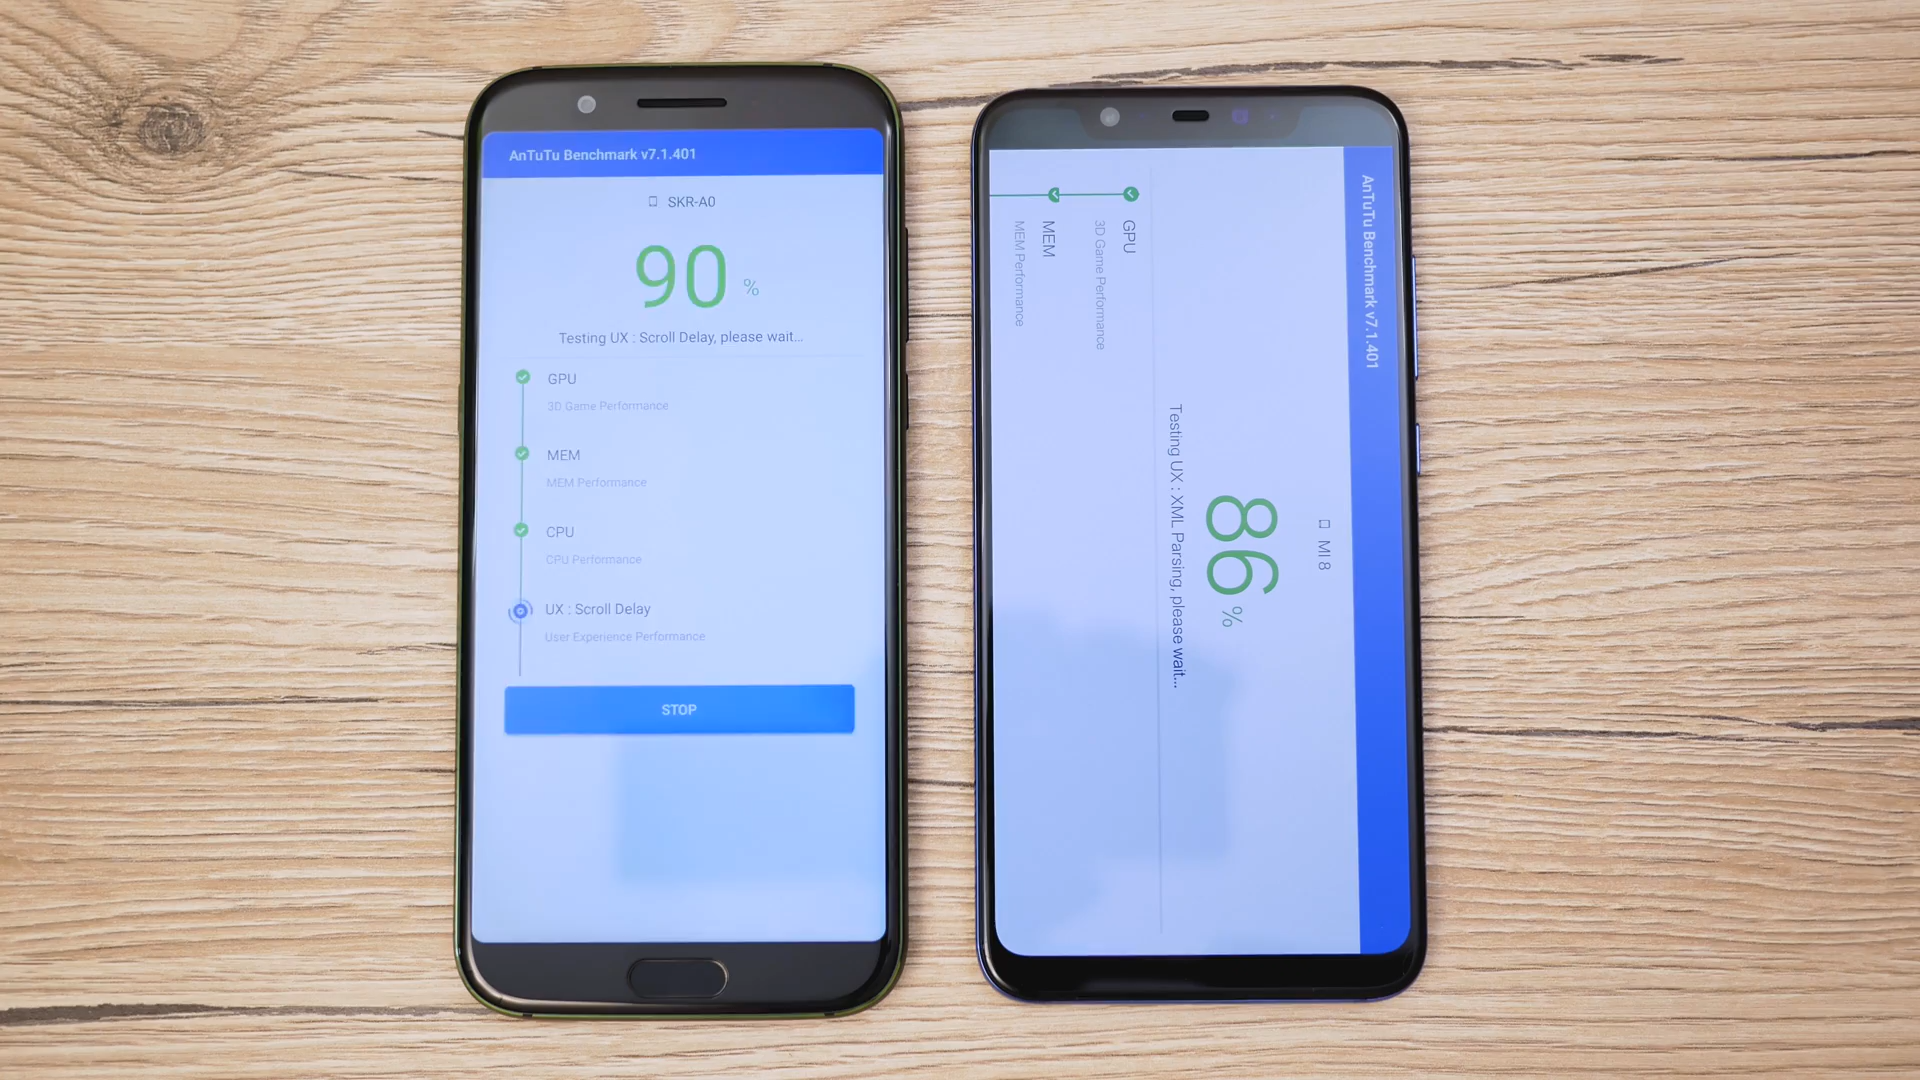 AnTuTu Benchmark v7.1.401
SKR-A0
90 %
Testing UX : Scroll Delay, please wait...
GPU
3D Game Performance
MEM
MEM Performance
CPU
CPU Performance
UX : Scroll Delay
User Experience Performance
STOP
AnTuTu Benchmark v7.1.401
MI 8
86 %
Testing UX : XML Parsing, please wait...
GPU
3D Game Performance
MEM
MEM Performance